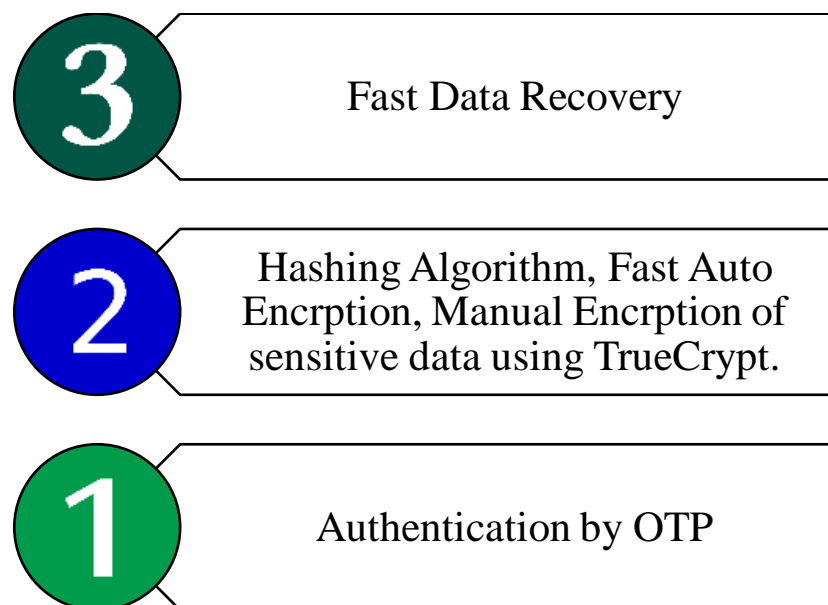 3
Fast Data Recovery
2
Hashing Algorithm, Fast Auto
Encrption, Manual Encrption of
sensitive data using TrueCrypt.
1
Authentication by OTP